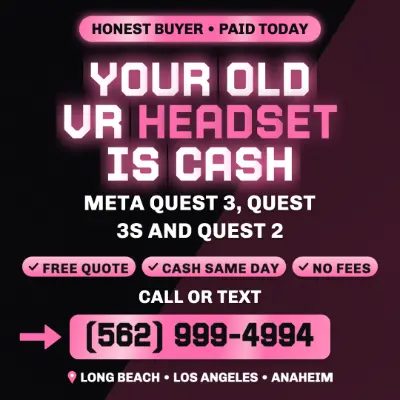 HONEST BUYER • PAID TODAY
YOUR OLD
VR HEADSET
IS CASH
META QUEST 3, QUEST
3S AND QUEST 2
✓ FREE QUOTE ✓ CASH SAME DAY ✓ NO FEES
CALL OR TEXT
(562) 999-4994
LONG BEACH • LOS ANGELES • ANAHEIM